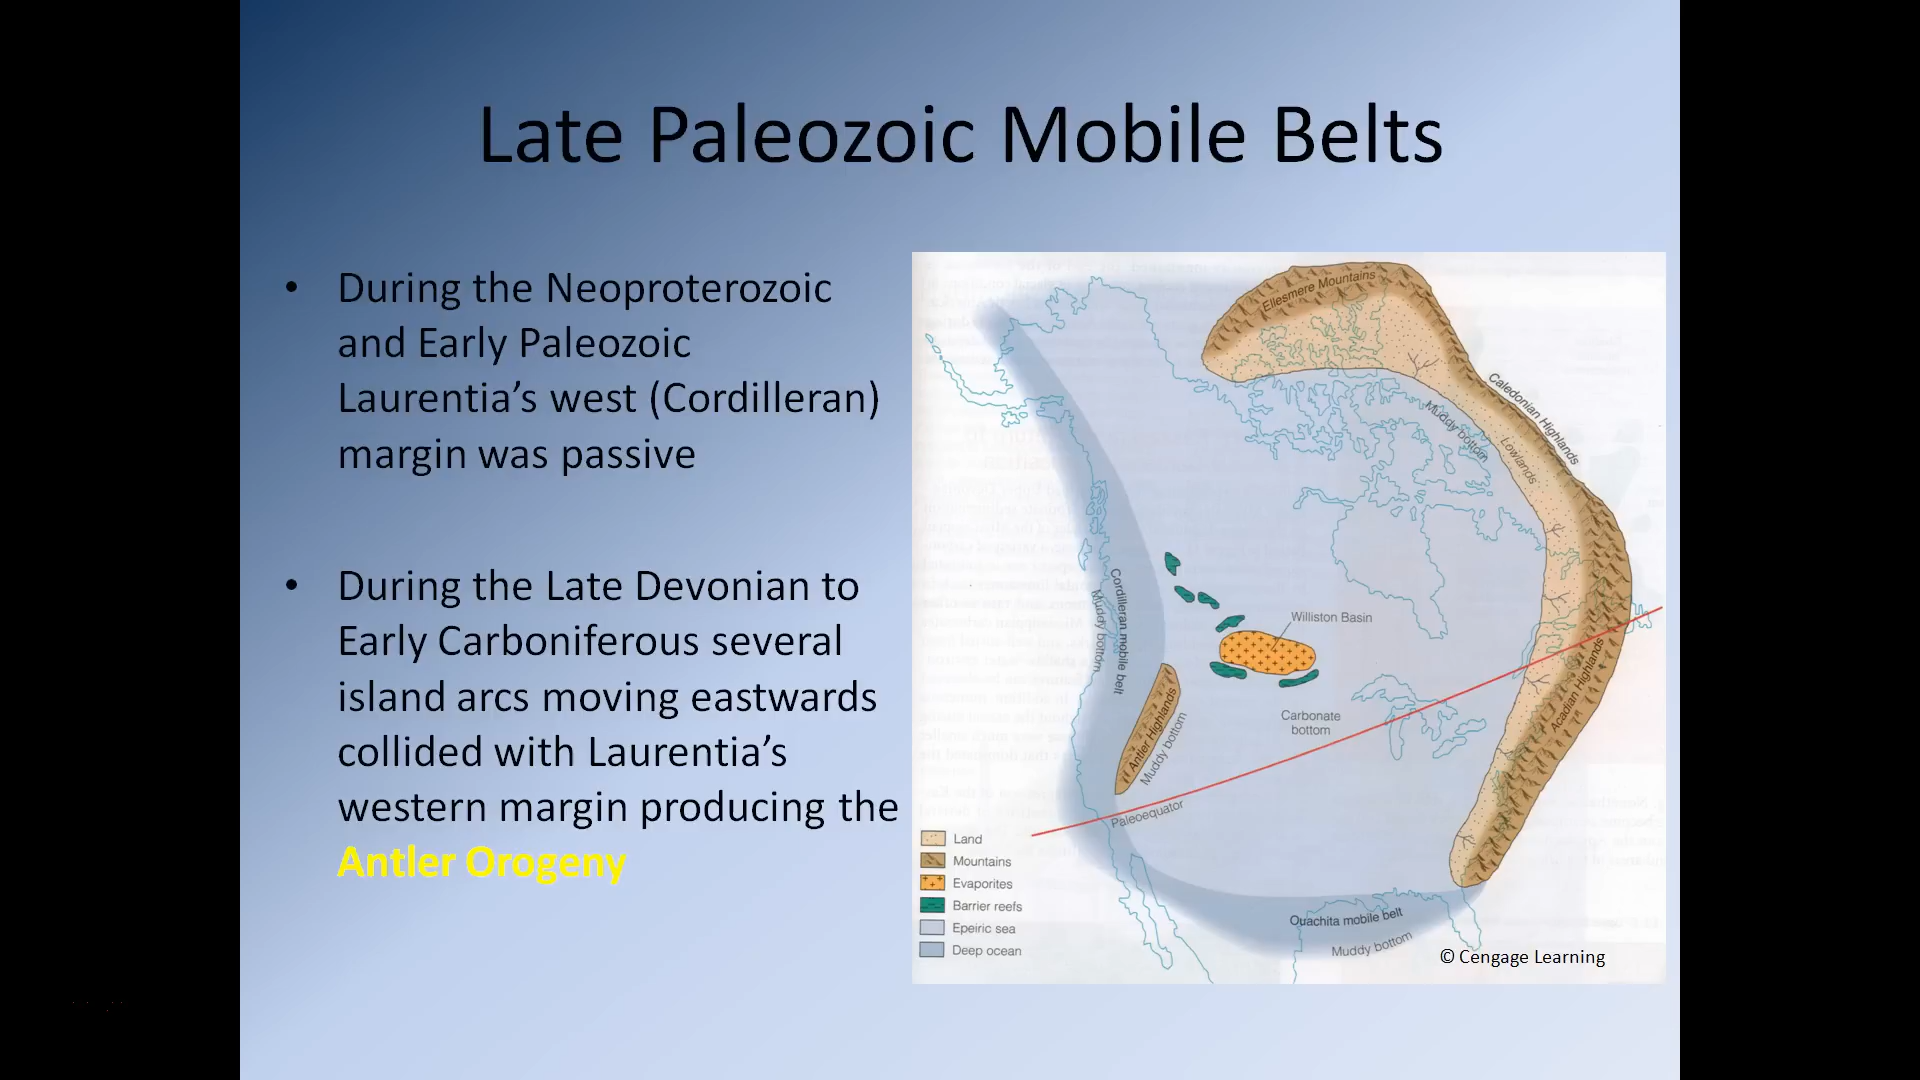 Late Paleozoic Mobile Belts
• During the Neoproterozoic
and Early Paleozoic
Laurentia’s west (Cordilleran)
margin was passive
• During the Late Devonian to
Early Carboniferous several
island arcs moving eastwards
collided with Laurentia’s
western margin producing the
Antler Orogeny
Ellesmere Mountains
Caledonian Highlands
Muddy bottom
Lowlands
Cordilleran mobile belt
Muddy bottom
Williston Basin
Acadian Highlands
Antler Highlands
Muddy bottom
Carbonate
bottom
Paleoequator
Land
Mountains
Evaporites
Barrier reefs
Epeiric sea
Deep ocean
Ouachita mobile belt
Muddy bottom
© Cengage Learning